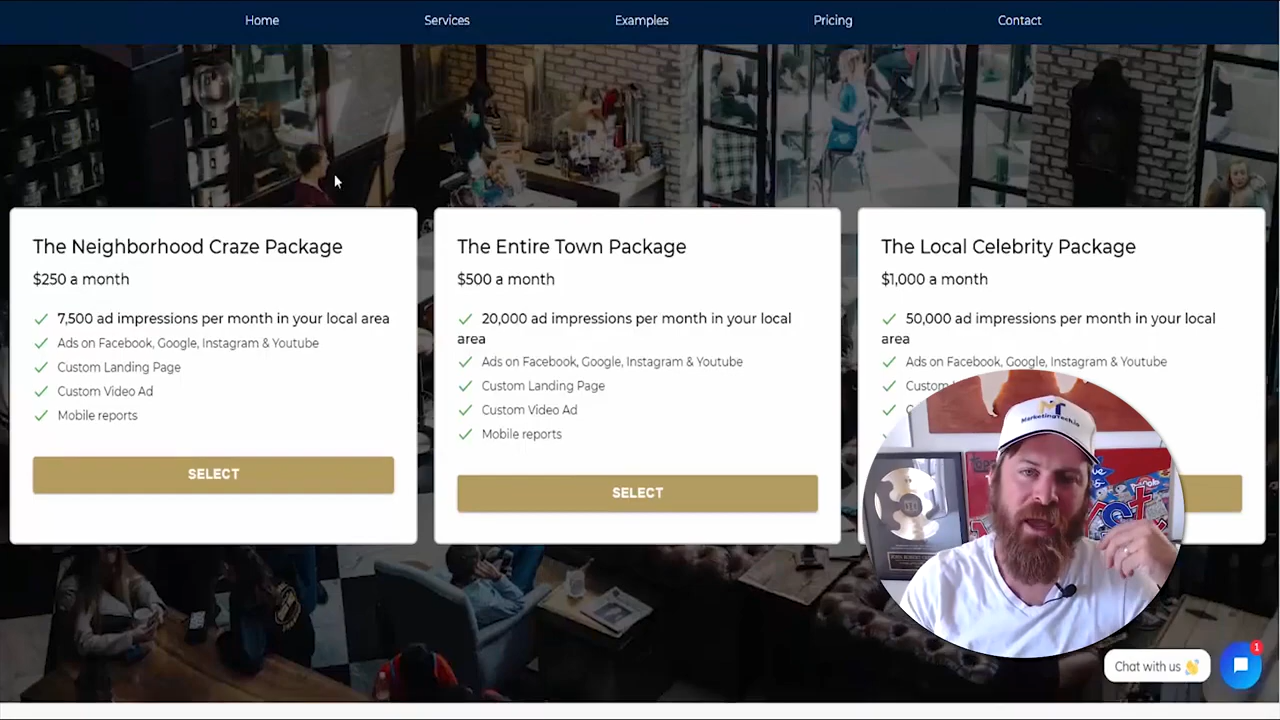 Home
Services
Examples
Pricing
Contact
The Neighborhood Craze Package
$250 a month
7,500 ad impressions per month in your local area
Ads on Facebook, Google, Instagram & Youtube
Custom Landing Page
Custom Video Ad
Mobile reports
SELECT
The Entire Town Package
$500 a month
20,000 ad impressions per month in your local
area
Ads on Facebook, Google, Instagram & Youtube
Custom Landing Page
Custom Video Ad
Mobile reports
SELECT
The Local Celebrity Package
$1,000 a month
50,000 ad impressions per month in your local
area
Ads on Facebook, Google, Instagram & Youtube
MarketingTech.io
Chat with us 👋
1